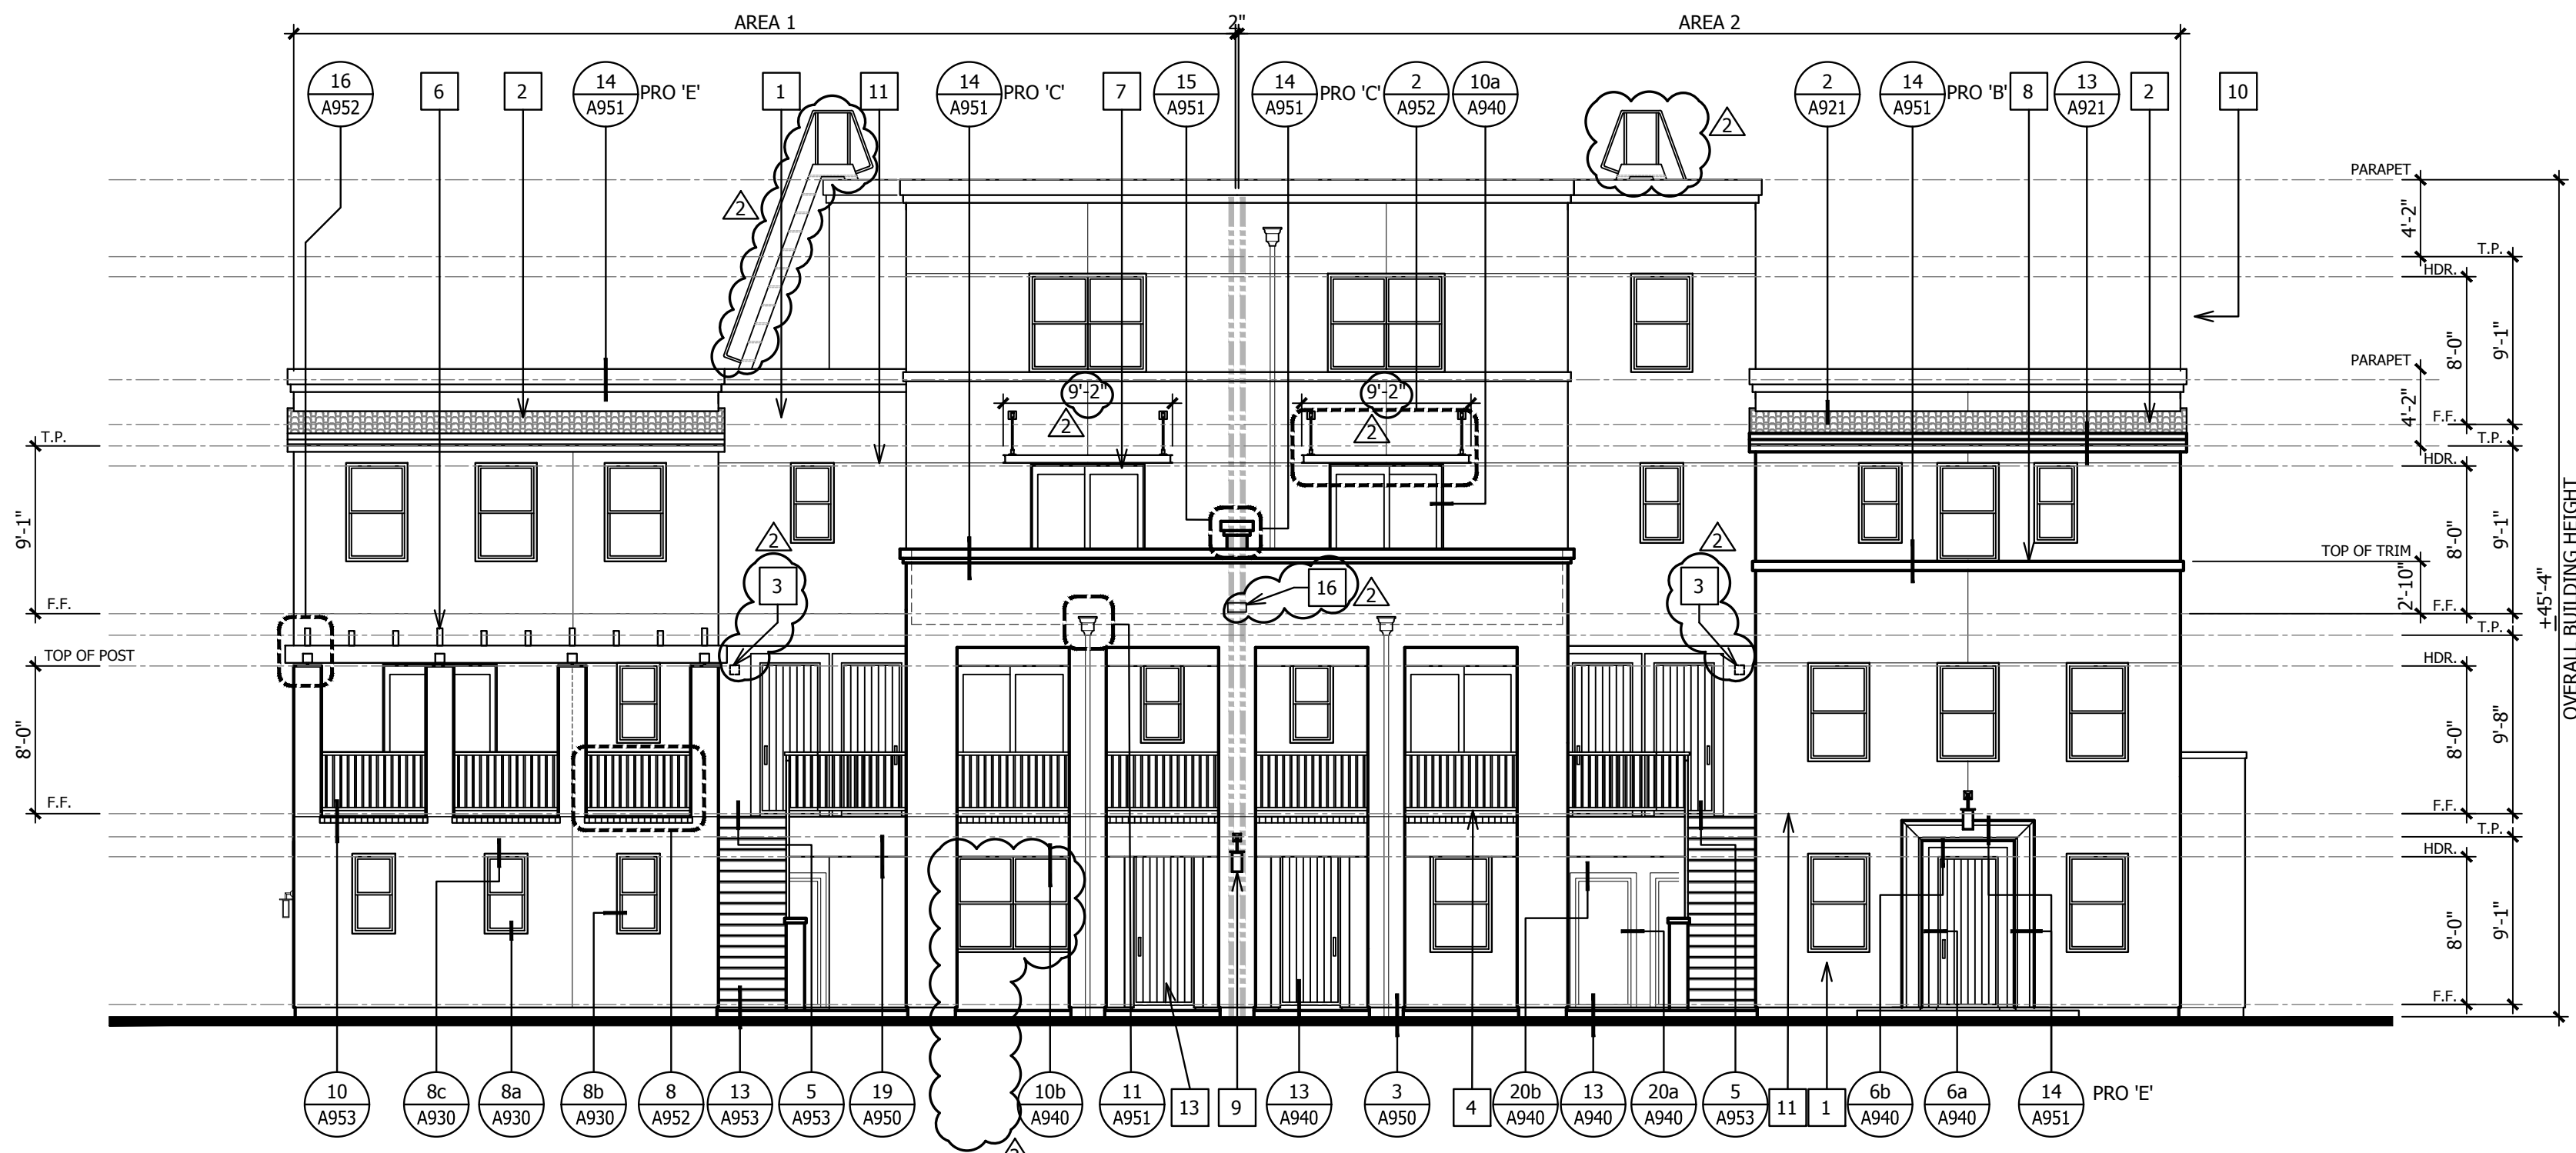 AREA 1
2"
AREA 2
16
A952
6
2
14
A951
PRO 'E'
1
11
14
A951
PRO 'C'
7
15
A951
14
A951
PRO 'C'
2
A952
10a
A940
2
A921
14
A951
PRO 'B'
8
13
A921
2
10
2
2
PARAPET
4'-2"
T.P.
HDR.
8'-0"
9'-1"
PARAPET
4'-2"
F.F.
T.P.
HDR.
8'-0"
9'-1"
TOP OF TRIM
2'-10"
F.F.
T.P.
HDR.
8'-0"
9'-8"
F.F.
T.P.
HDR.
8'-0"
9'-1"
F.F.
+45'-4"
OVERALL BUILDING HEIGHT
9'-2"
9'-2"
2
2
T.P.
9'-1"
F.F.
TOP OF POST
8'-0"
F.F.
2
3
16
2
2
3
10
A953
8c
A930
8a
A930
8b
A930
8
A952
13
A953
5
A953
19
A950
10b
A940
11
A951
13
9
13
A940
3
A950
4
20b
A940
13
A940
20a
A940
5
A953
11
1
6b
A940
6a
A940
14
A951
PRO 'E'